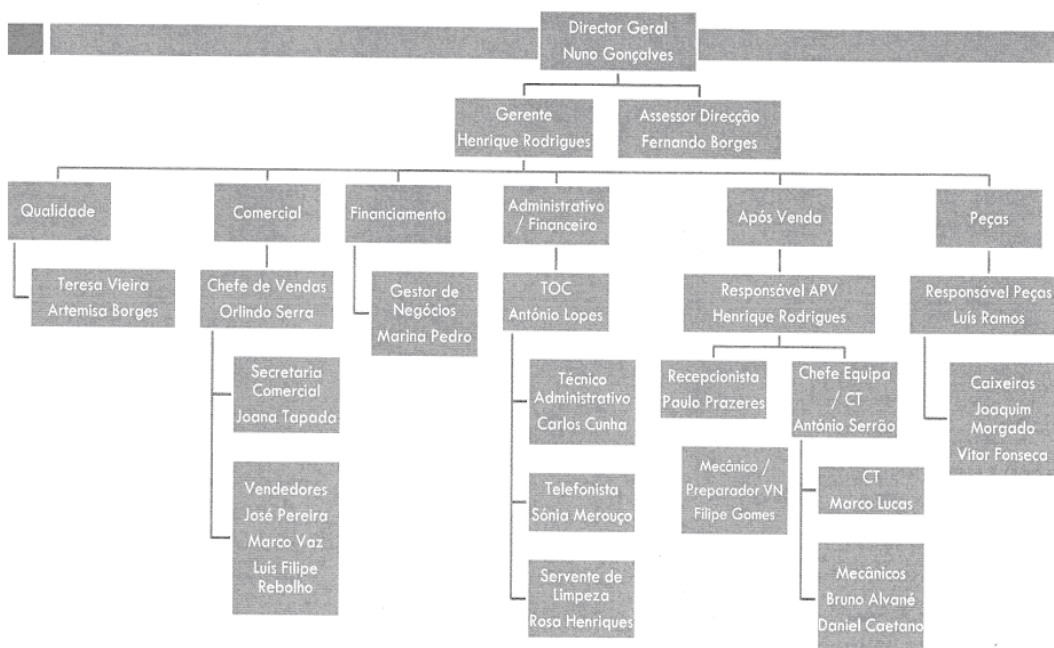 Director Geral
Nuno Gonçalves
Gerente
Henrique Rodrigues
Assessor Direcção
Fernando Borges
Qualidade
Comercial
Financiamento
Administrativo
/ Financeiro
Após Venda
Peças
Teresa Vieira
Artemisa Borges
Chefe de Vendas
Orlindo Serra
Gestor de
Negócios
Marina Pedro
TOC
António Lopes
Responsável APV
Henrique Rodrigues
Responsável Peças
Luís Ramos
Secretaria
Comercial
Joana Tapada
Técnico
Administrativo
Carlos Cunha
Recepcionista
Paulo Prazeres
Chefe Equipa
/ CT
António Serrão
Caixeiros
Joaquim
Morgado
Vitor Fonseca
Vendedores
José Pereira
Marco Vaz
Luís Filipe
Rebolho
Telefonista
Sónia Merouço
Mecânico /
Preparador VN
Filipe Gomes
CT
Marco Lucas
Servente de
Limpeza
Rosa Henriques
Mecânicos
Bruno Alvané
Daniel Caetano